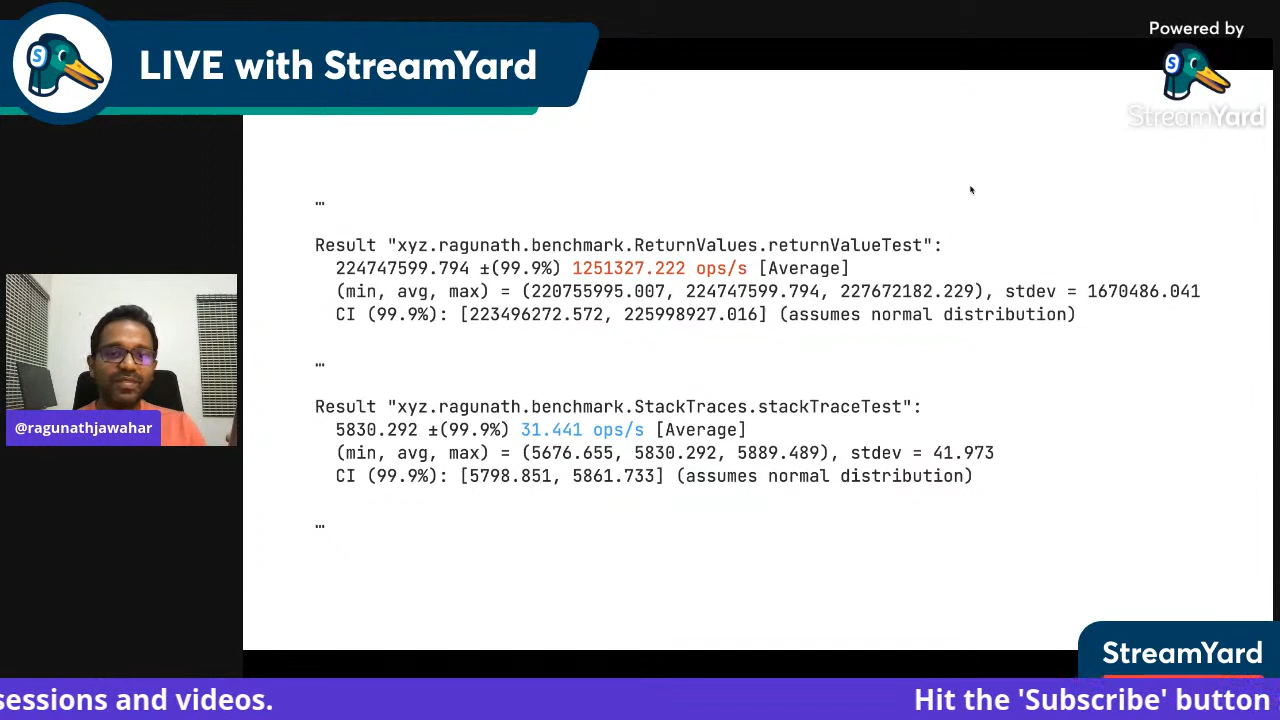 LIVE with StreamYard
Powered by
StreamYard
…
Result "xyz.ragunath.benchmark.ReturnValues.returnValueTest":
224747599.794 ±(99.9%) 1251327.222 ops/s [Average]
(min, avg, max) = (220755995.007, 224747599.794, 227672182.229), stdev = 1670486.041
CI (99.9%): [223496272.572, 225998927.016] (assumes normal distribution)
…
Result "xyz.ragunath.benchmark.StackTraces.stackTraceTest":
5830.292 ±(99.9%) 31.441 ops/s [Average]
(min, avg, max) = (5676.655, 5830.292, 5889.489), stdev = 41.973
CI (99.9%): [5798.851, 5861.733] (assumes normal distribution)
…
@ragunathjawahar
StreamYard
sessions and videos. Hit the 'Subscribe' button